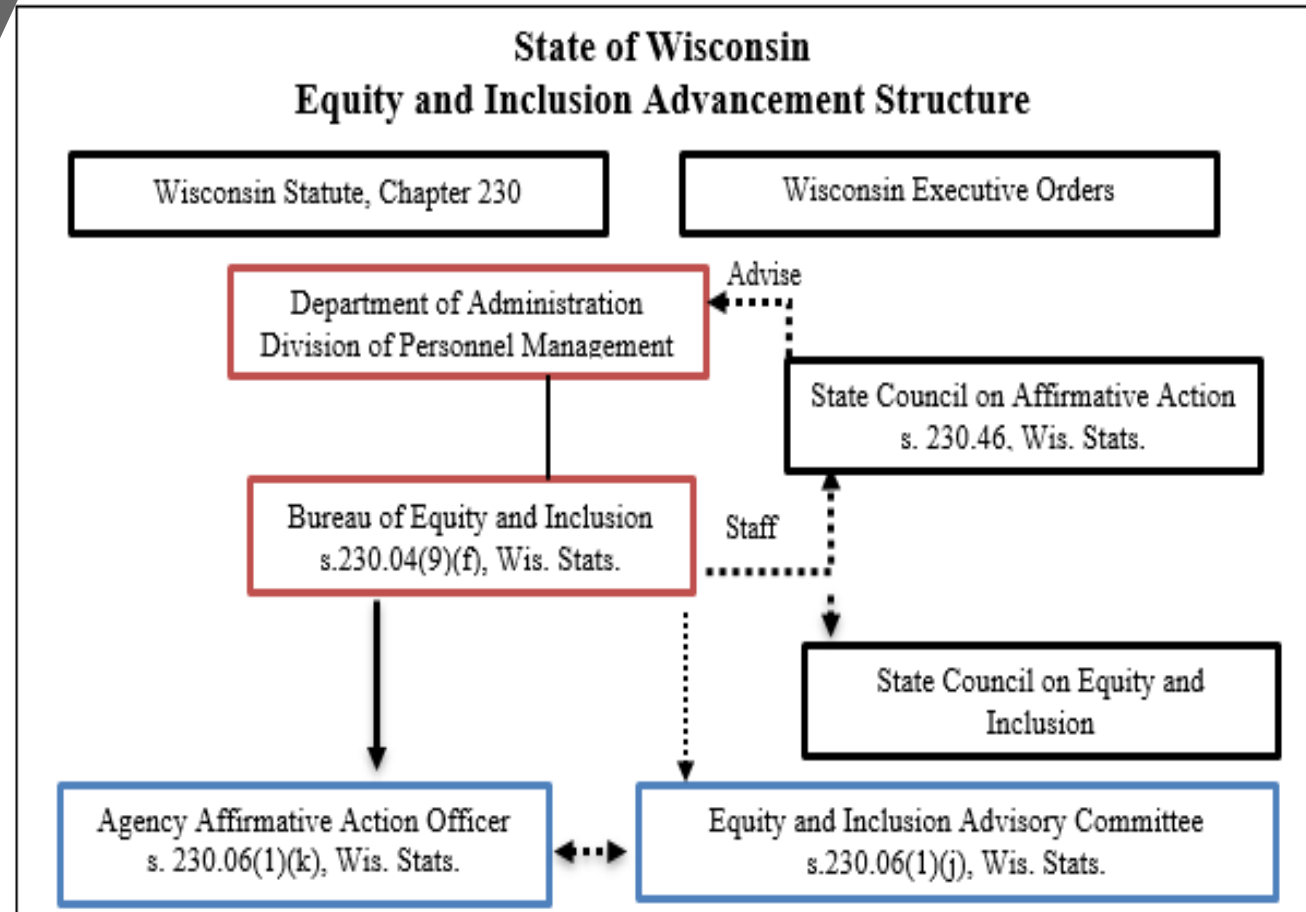 State of Wisconsin
Equity and Inclusion Advancement Structure
Wisconsin Statute, Chapter 230
Wisconsin Executive Orders
Advise
Department of Administration
Division of Personnel Management
State Council on Affirmative Action
s. 230.46, Wis. Stats.
Bureau of Equity and Inclusion
s.230.04(9)(f), Wis. Stats.
Staff
State Council on Equity and
Inclusion
Agency Affirmative Action Officer
s. 230.06(1)(k), Wis. Stats.
Equity and Inclusion Advisory Committee
s.230.06(1)(j), Wis. Stats.